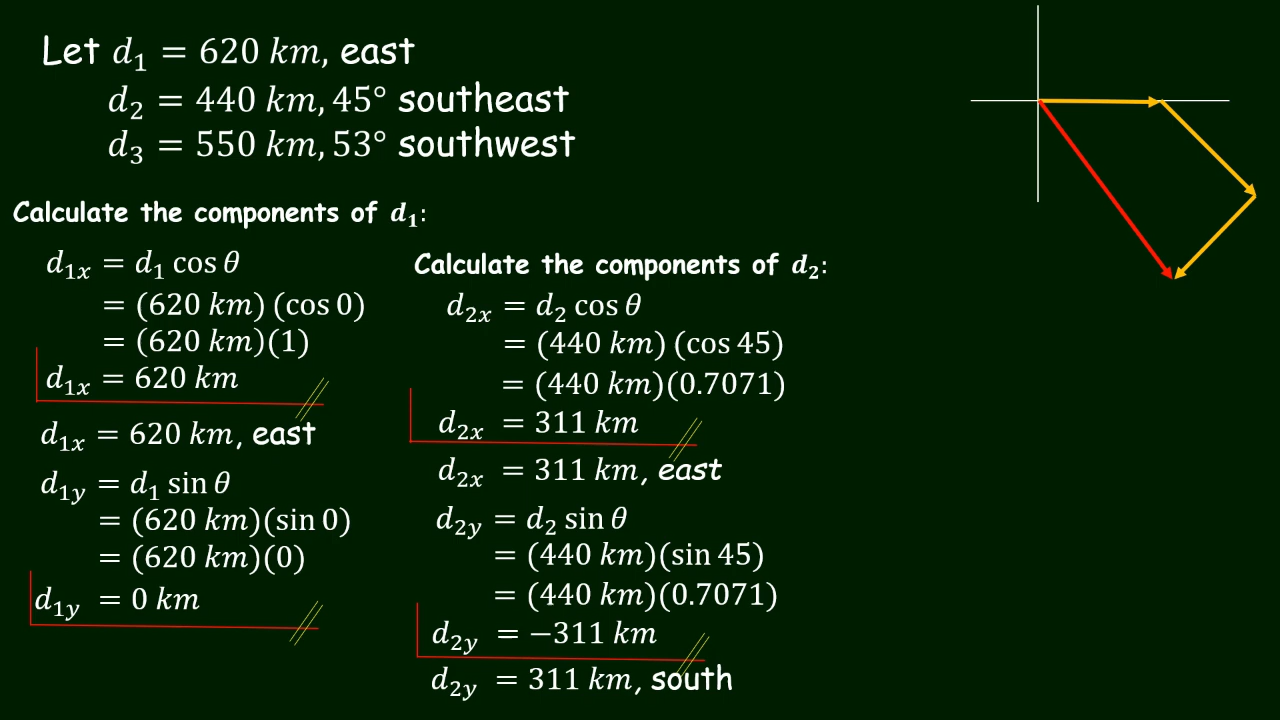 Let d₁ = 620 km, east
d₂ = 440 km, 45° southeast
d₃ = 550 km, 53° southwest
Calculate the components of d₁:
d₁ₓ = d₁ cos θ
= (620 km) (cos 0)
= (620 km)(1)
d₁ₓ = 620 km
d₁ₓ = 620 km, east
d₁ᵧ = d₁ sin θ
= (620 km)(sin 0)
= (620 km)(0)
d₁ᵧ = 0 km
Calculate the components of d₂:
d₂ₓ = d₂ cos θ
= (440 km) (cos 45)
= (440 km)(0.7071)
d₂ₓ = 311 km
d₂ₓ = 311 km, east
d₂ᵧ = d₂ sin θ
= (440 km)(sin 45)
= (440 km)(0.7071)
d₂ᵧ = −311 km
d₂ᵧ = 311 km, south